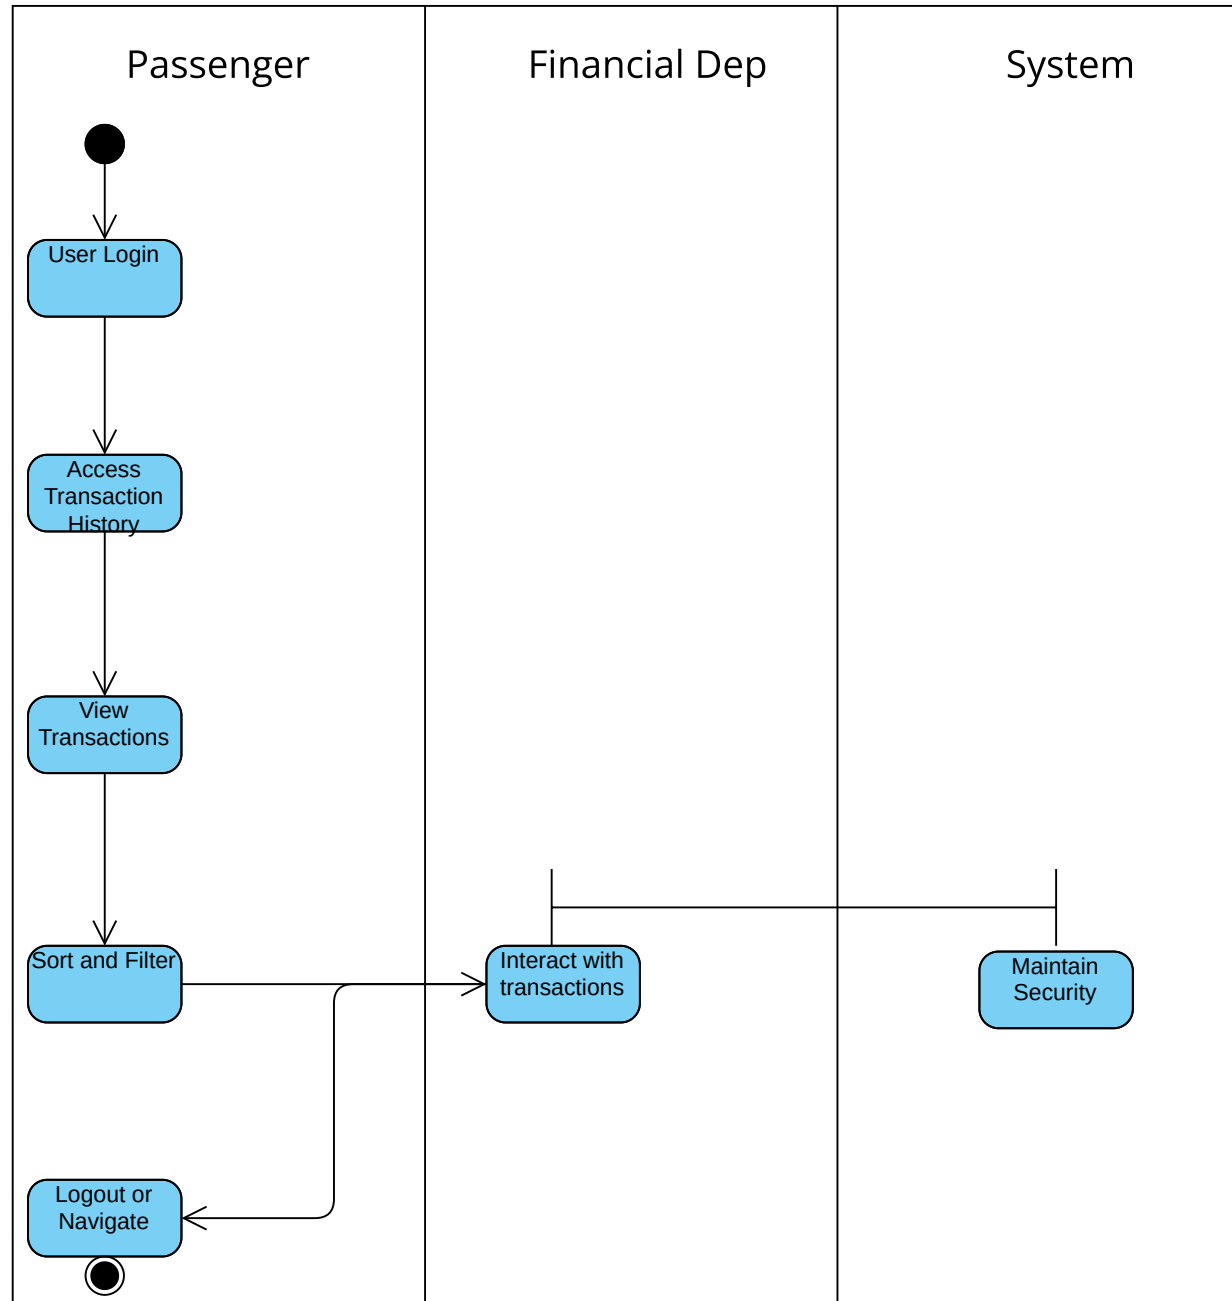 Passenger
Financial Dep
System
User Login
Access
Transaction
History
View
Transactions
Sort and Filter
Interact with
transactions
Maintain
Security
Logout or
Navigate